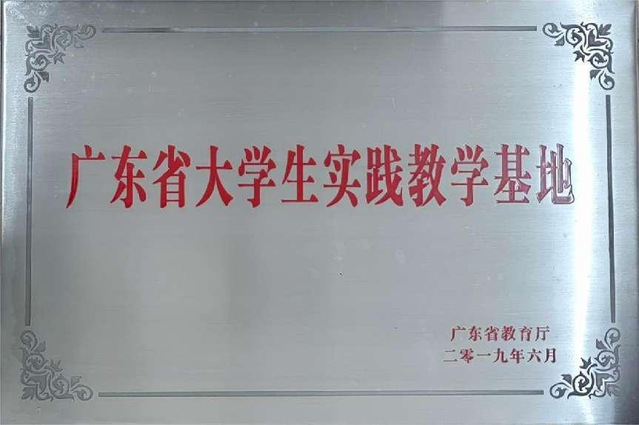 广东省大学生实践教学基地
广东省教育厅
二零一九年六月